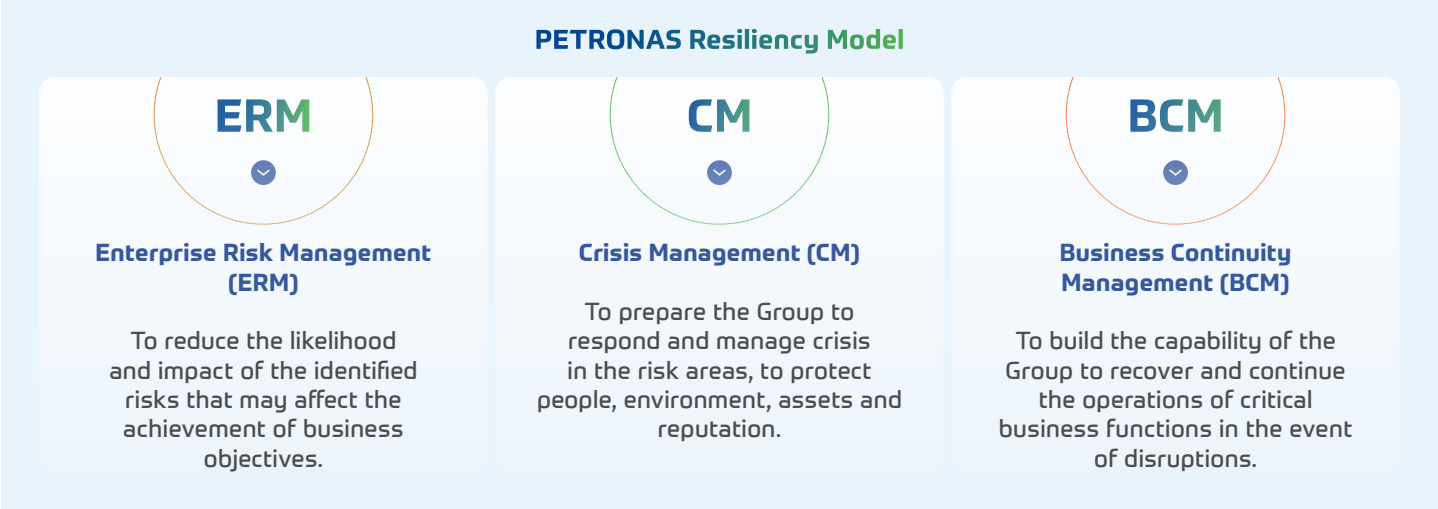 PETRONAS Resiliency Model
ERM
Enterprise Risk Management
(ERM)
To reduce the likelihood
and impact of the identified
risks that may affect the
achievement of business
objectives.
CM
Crisis Management (CM)
To prepare the Group to
respond and manage crisis
in the risk areas, to protect
people, environment, assets and
reputation.
BCM
Business Continuity
Management (BCM)
To build the capability of the
Group to recover and continue
the operations of critical
business functions in the event
of disruptions.